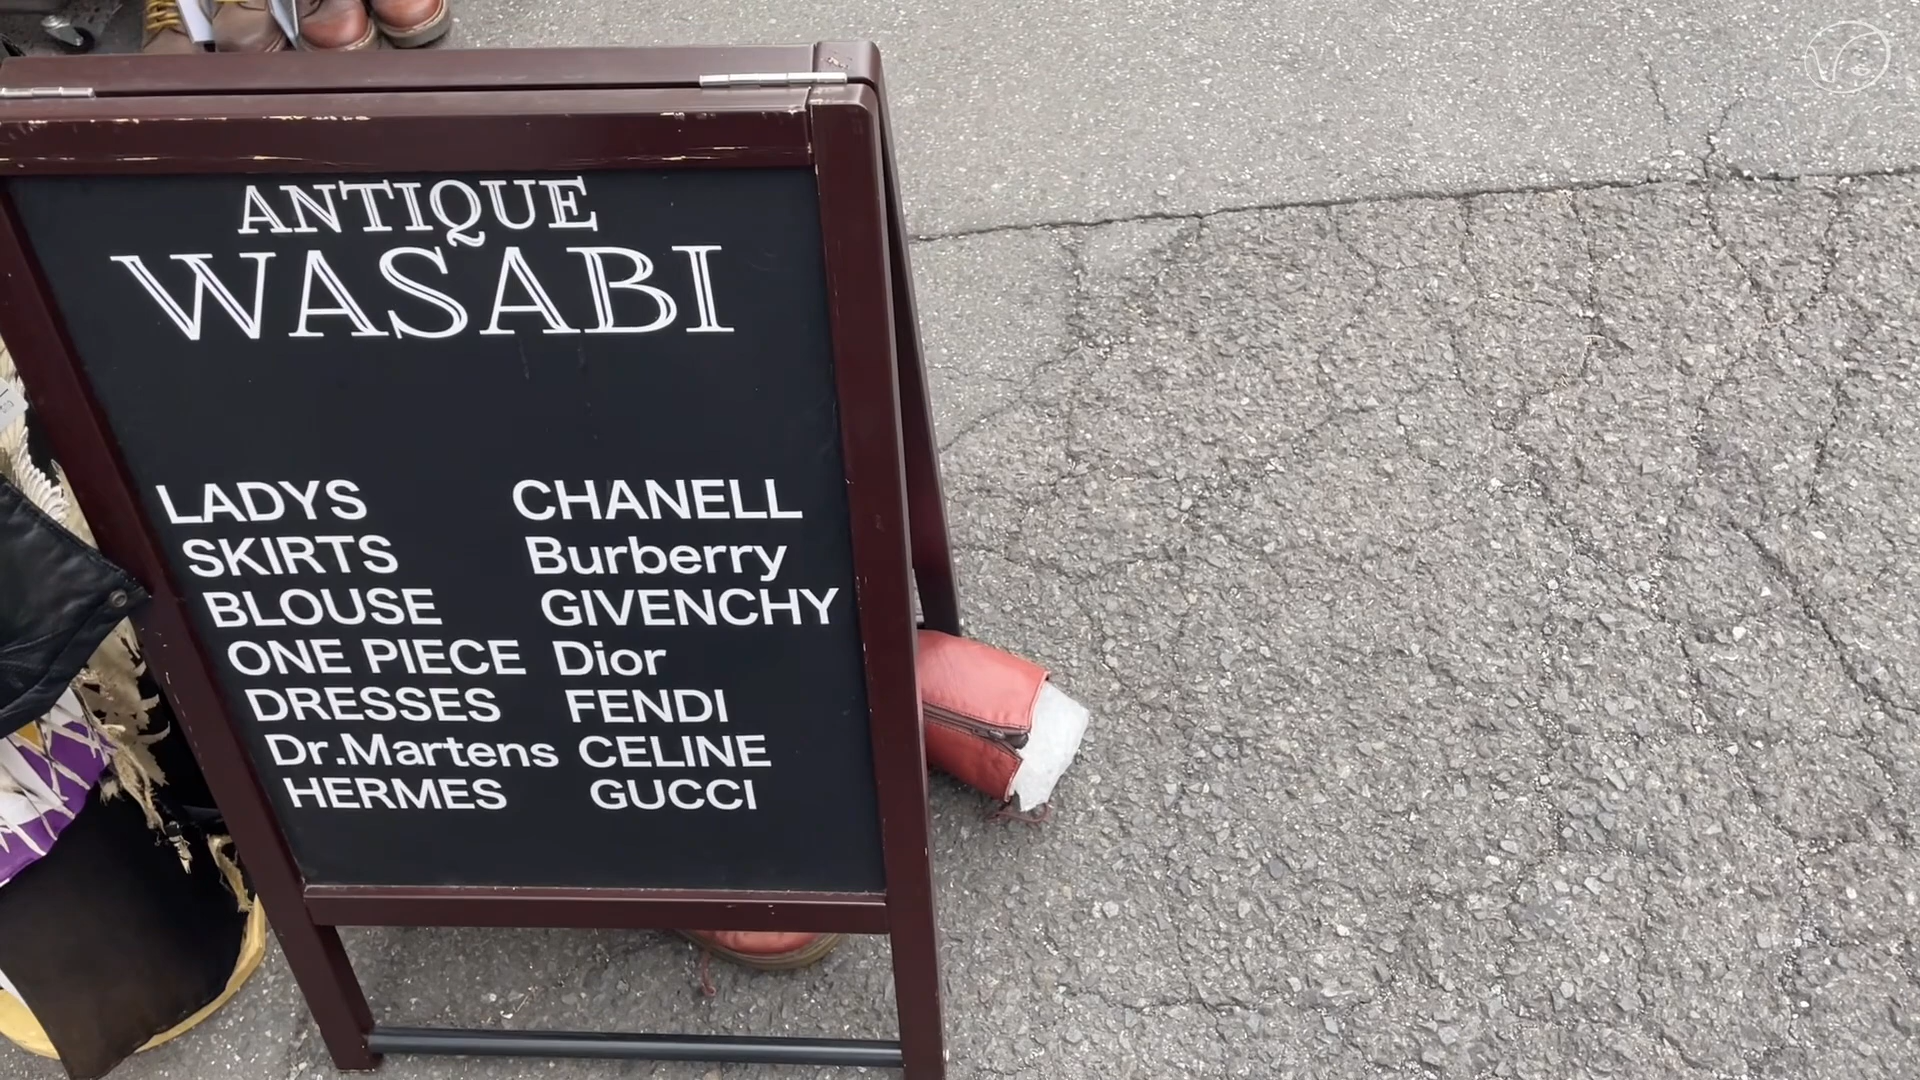 ANTIQUE
WASABI
LADYS
SKIRTS
BLOUSE
ONE PIECE
DRESSES
Dr.Martens
HERMES
CHANELL
Burberry
GIVENCHY
Dior
FENDI
CELINE
GUCCI